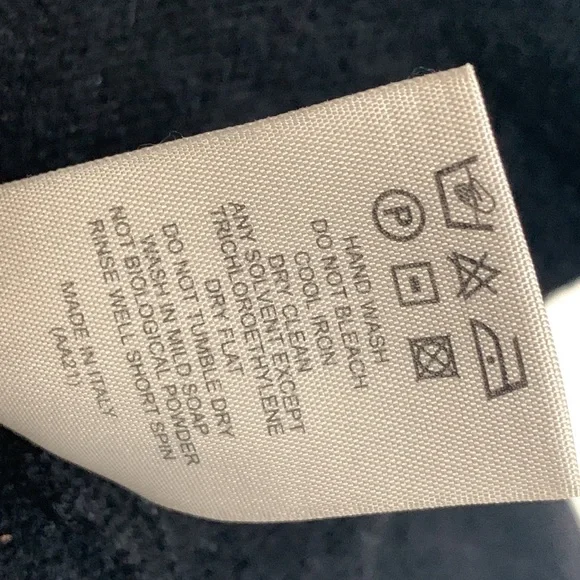 P
HAND WASH
DO NOT BLEACH
COOL IRON
DRY CLEAN
ANY SOLVENT EXCEPT
TRICHLOROETHYLENE
DRY FLAT
DO NOT TUMBLE DRY
WASH IN MILD SOAP
NOT BIOLOGICAL POWDER
RINSE WELL SHORT SPIN
MADE IN ITALY
(AA21)